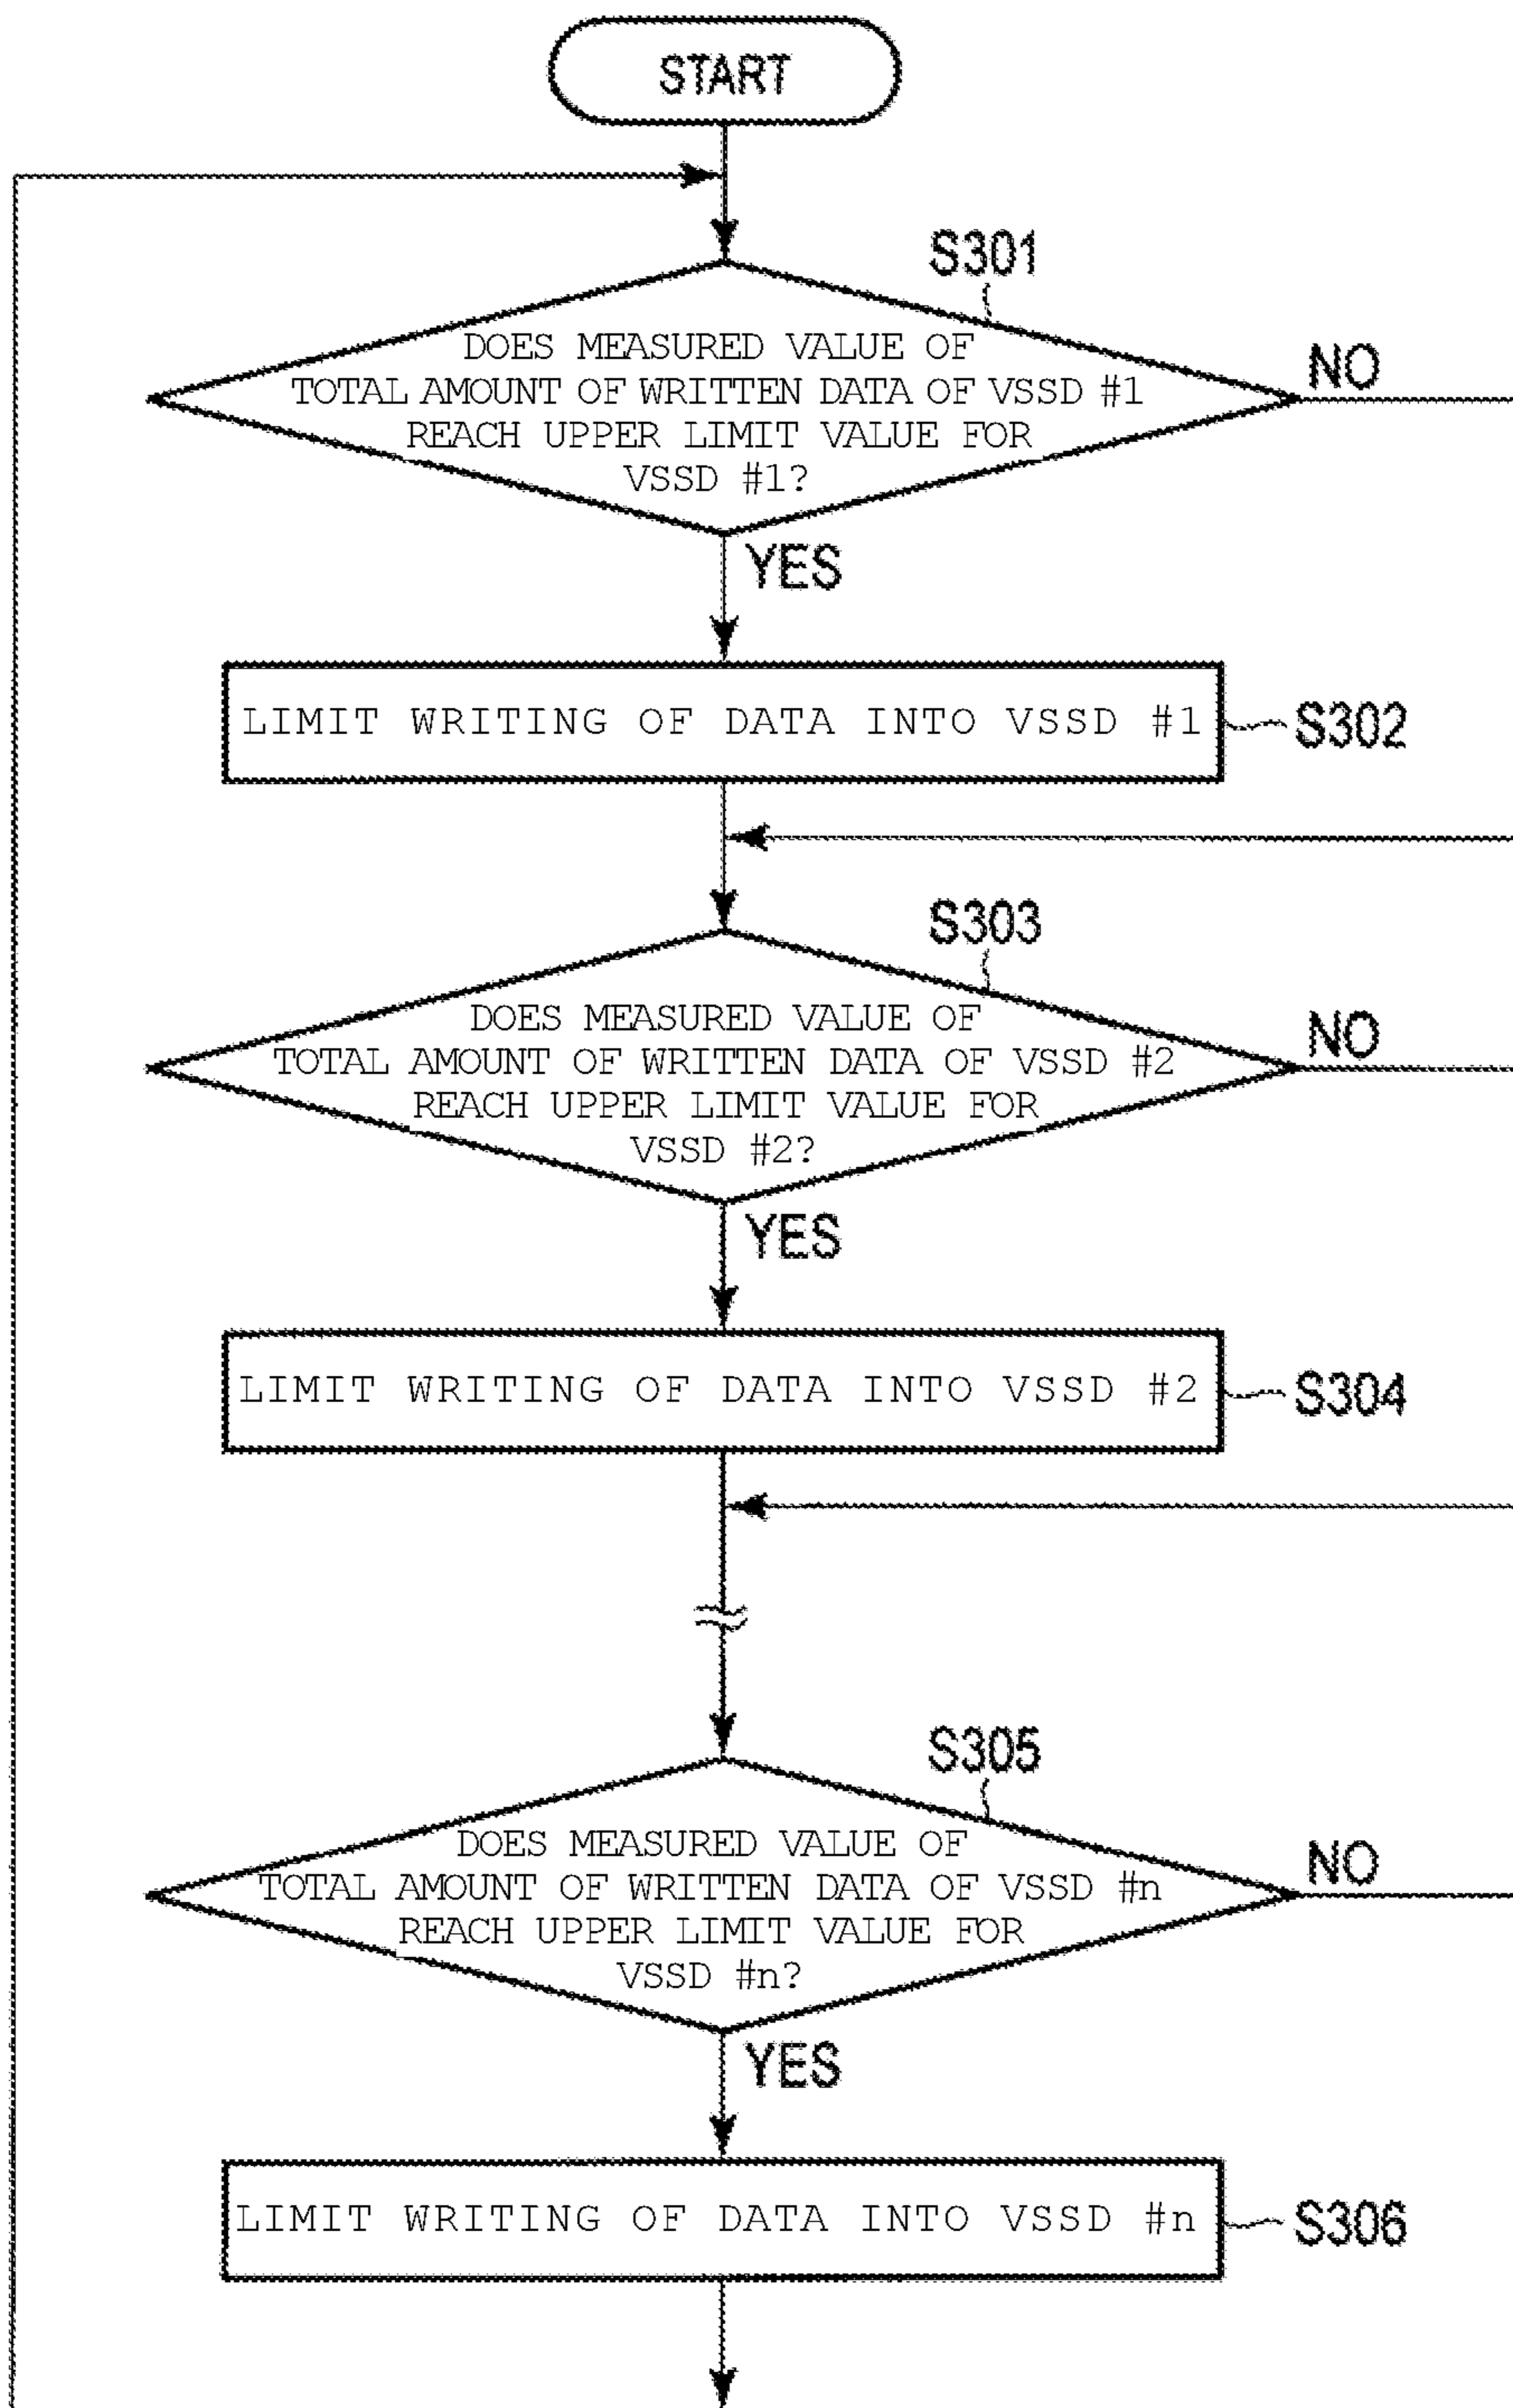 START
S301
DOES MEASURED VALUE OF
TOTAL AMOUNT OF WRITTEN DATA OF VSSD #1
REACH UPPER LIMIT VALUE FOR
VSSD #1?
NO
YES
LIMIT WRITING OF DATA INTO VSSD #1
S302
S303
DOES MEASURED VALUE OF
TOTAL AMOUNT OF WRITTEN DATA OF VSSD #2
REACH UPPER LIMIT VALUE FOR
VSSD #2?
NO
YES
LIMIT WRITING OF DATA INTO VSSD #2
S304
S305
DOES MEASURED VALUE OF
TOTAL AMOUNT OF WRITTEN DATA OF VSSD #n
REACH UPPER LIMIT VALUE FOR
VSSD #n?
NO
YES
LIMIT WRITING OF DATA INTO VSSD #n
S306